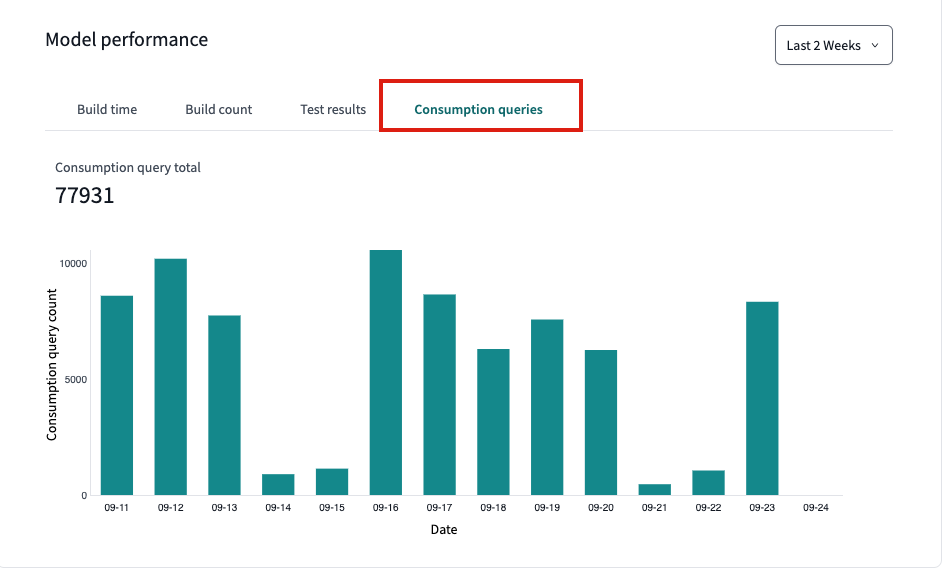 Model performance
Last 2 Weeks
Build time
Build count
Test results
Consumption queries
Consumption query total
77931
Consumption query count
10000
5000
0
09-11
09-12
09-13
09-14
09-15
09-16
09-17
09-18
09-19
09-20
09-21
09-22
09-23
09-24
Date